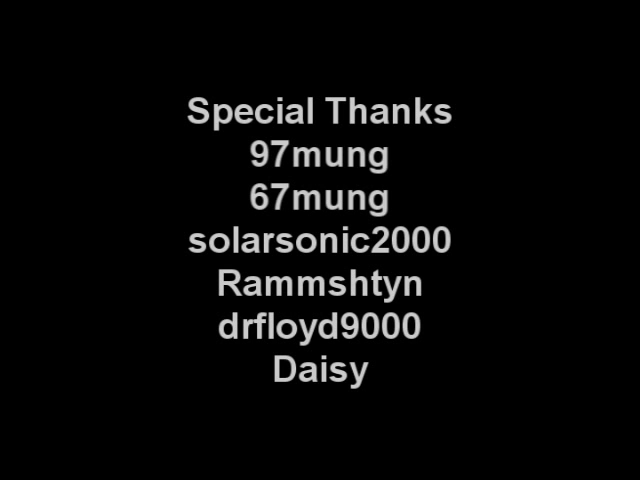 Special Thanks
97mung
67mung
solarsonic2000
Rammshtyn
drfloyd9000
Daisy